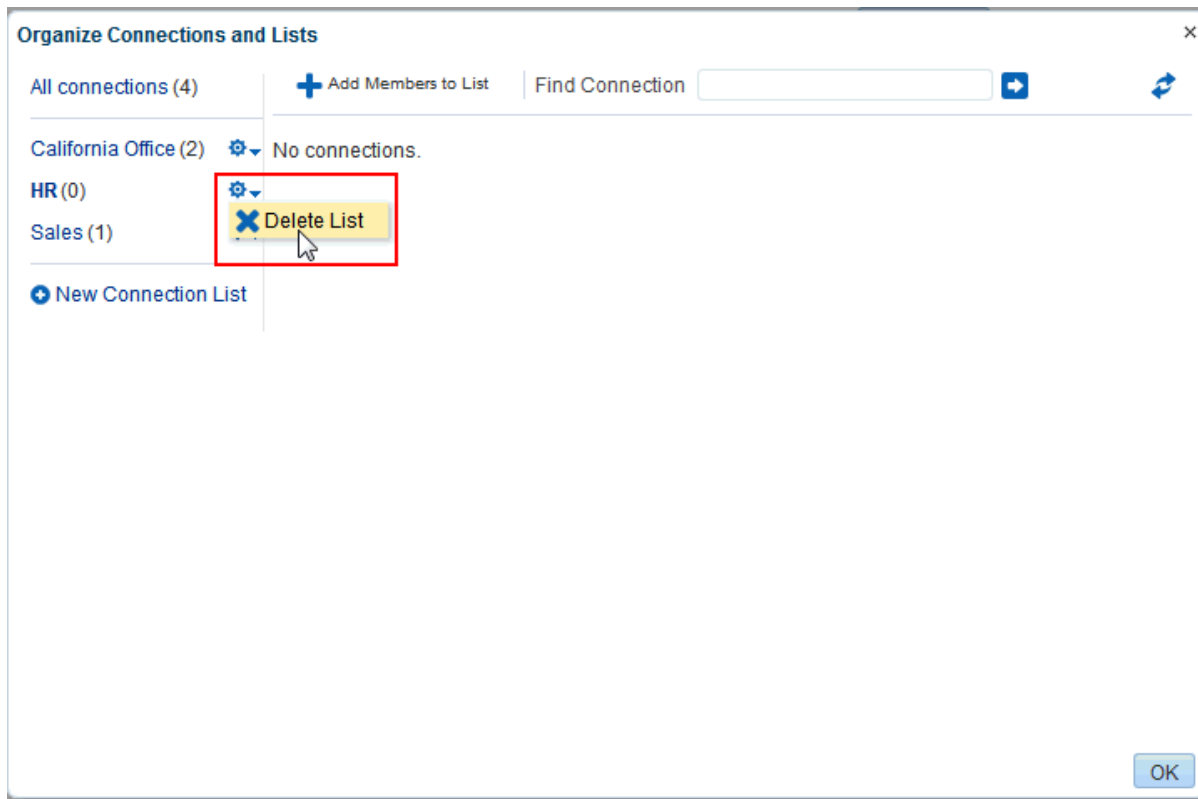 Organize Connections and Lists
All connections (4)
Add Members to List
Find Connection
California Office (2)
No connections.
HR (0)
Delete List
Sales (1)
New Connection List
OK